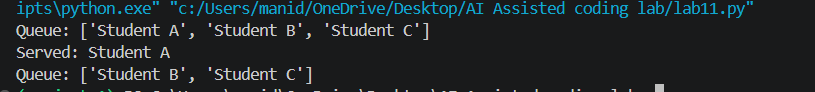 ipts\python.exe" "c:/Users/manid/OneDrive/Desktop/AI Assisted coding lab/lab11.py"
Queue: ['Student A', 'Student B', 'Student C']
Served: Student A
Queue: ['Student B', 'Student C']